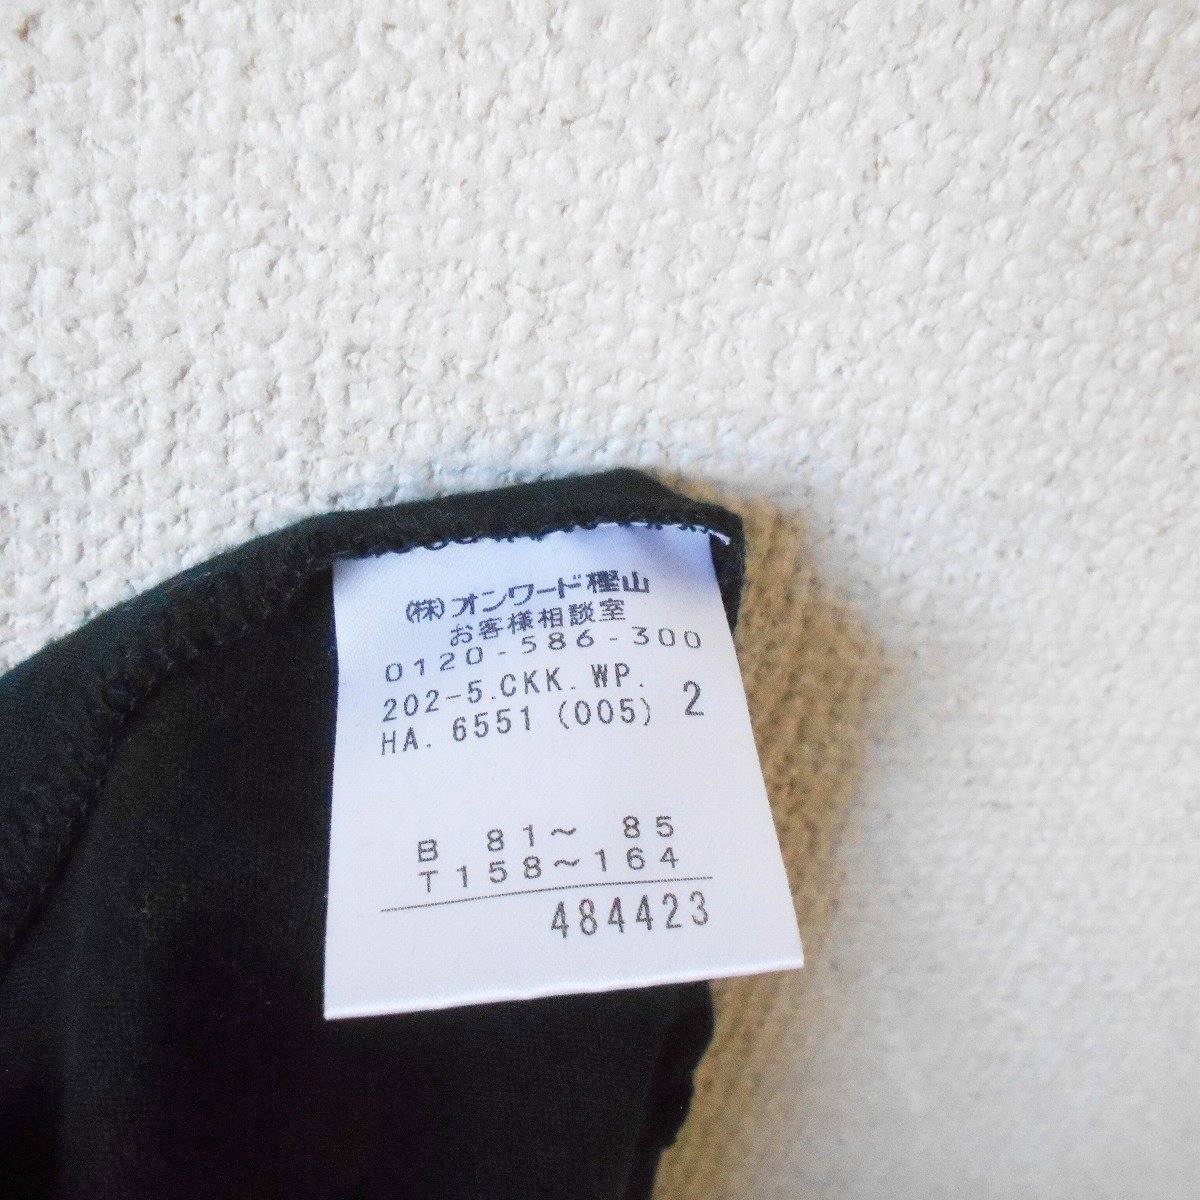 (株)オンワード樫山
お客様相談室
0120-586-300
202-5.CKK.WP.
HA. 6551 (005) 2
B 81～ 85
T158～164
484423